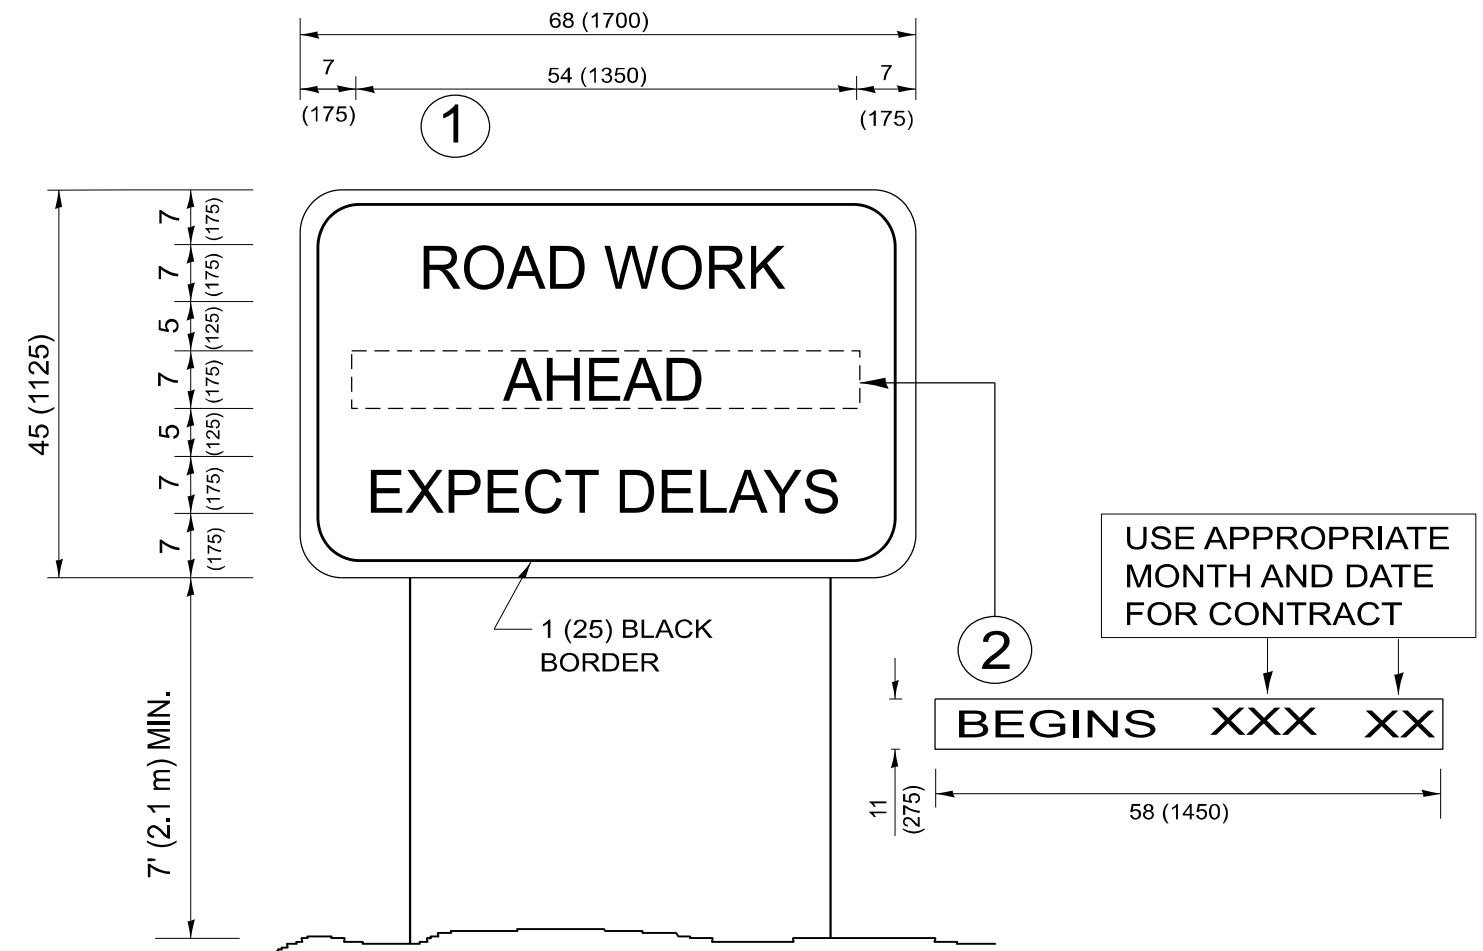 68 (1700)
7
54 (1350)
7
(175)
(175)
1
7
(175)
7
(175)
5
(125)
7
(175)
5
(125)
7
(175)
7
(175)
45 (1125)
ROAD WORK
AHEAD
EXPECT DELAYS
1 (25) BLACK
BORDER
7' (2.1 m) MIN.
USE APPROPRIATE
MONTH AND DATE
FOR CONTRACT
2
BEGINS XXX XX
11
(275)
58 (1450)